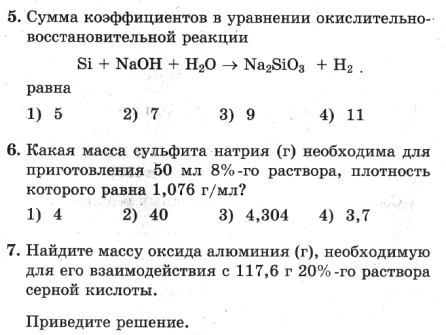 5. Сумма коэффициентов в уравнении окислительно-
восстановительной реакции
Si + NaOH + H₂O → Na₂SiO₃ + H₂ .
равна
1) 5 2) 7 3) 9 4) 11
6. Какая масса сульфита натрия (г) необходима для
приготовления 50 мл 8%-го раствора, плотность
которого равна 1,076 г/мл?
1) 4 2) 40 3) 4,304 4) 3,7
7. Найдите массу оксида алюминия (г), необходимую
для его взаимодействия с 117,6 г 20%-го раствора
серной кислоты.
Приведите решение.